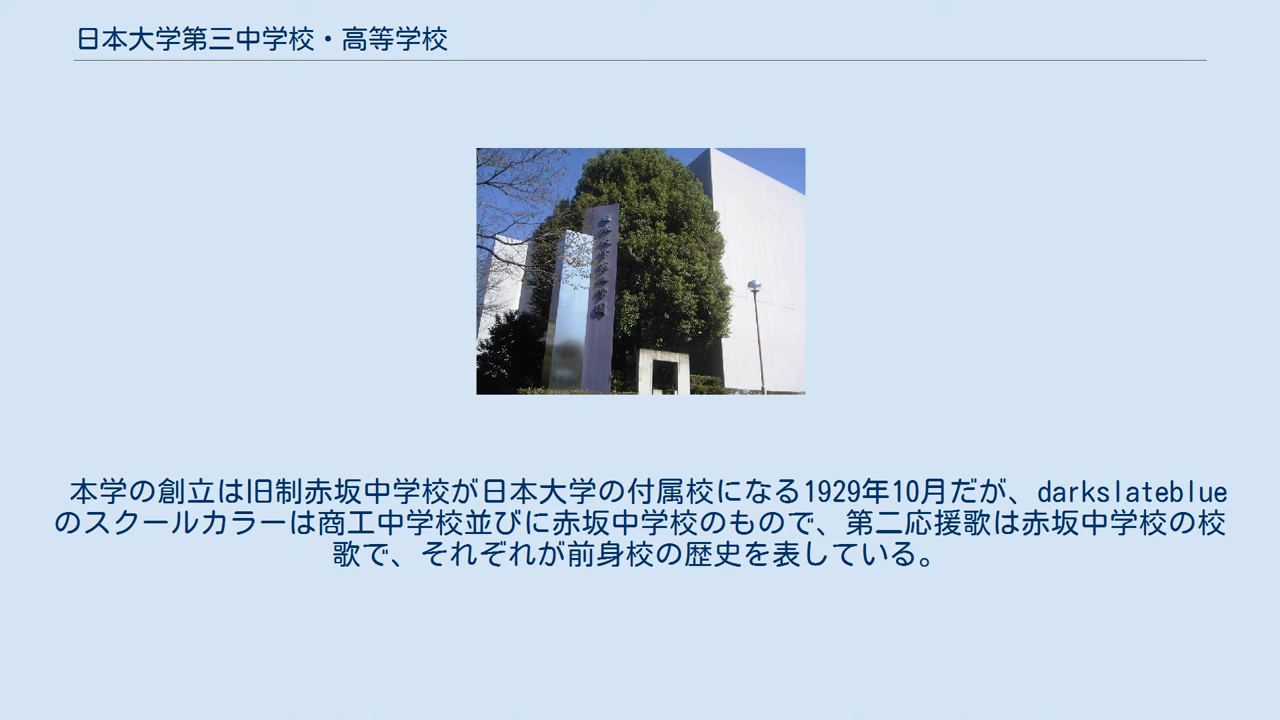 日本大学第三中学校・高等学校
本学の創立は旧制赤坂中学校が日本大学の付属校になる1929年10月だが、darkslateblue
のスクールカラーは商工中学校並びに赤坂中学校のもので、第二応援歌は赤坂中学校の校
歌で、それぞれが前身校の歴史を表している。